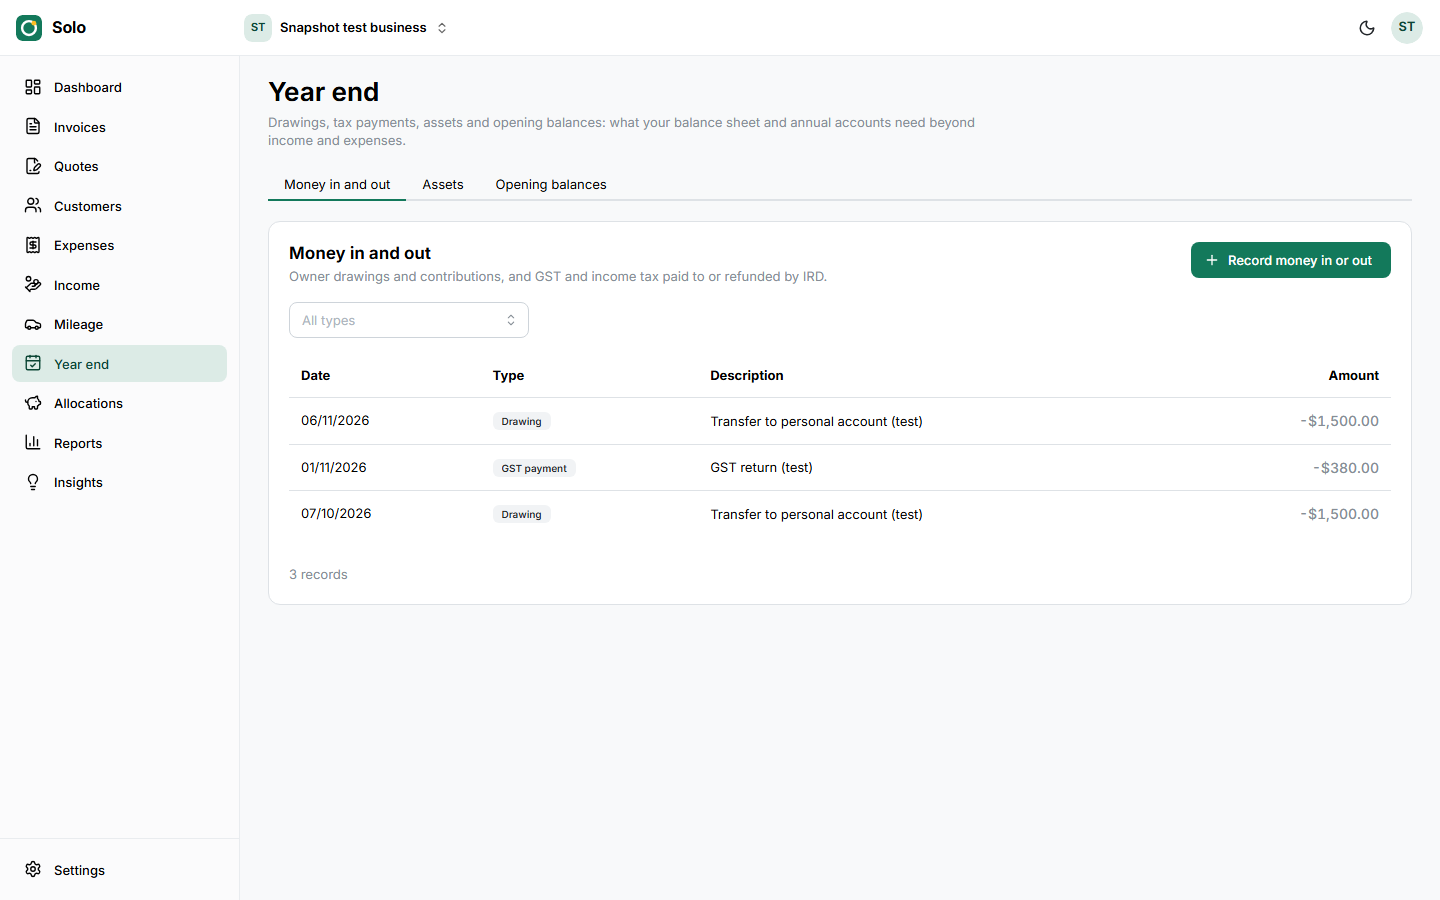 Solo
ST Snapshot test business
ST
Dashboard
Invoices
Quotes
Customers
Expenses
Income
Mileage
Year end
Allocations
Reports
Insights
Settings
Year end
Drawings, tax payments, assets and opening balances: what your balance sheet and annual accounts need beyond
income and expenses.
Money in and out Assets Opening balances
Money in and out
Owner drawings and contributions, and GST and income tax paid to or refunded by IRD.
Record money in or out
All types
Date Type Description Amount
06/11/2026 Drawing Transfer to personal account (test) -$1,500.00
01/11/2026 GST payment GST return (test) -$380.00
07/10/2026 Drawing Transfer to personal account (test) -$1,500.00
3 records